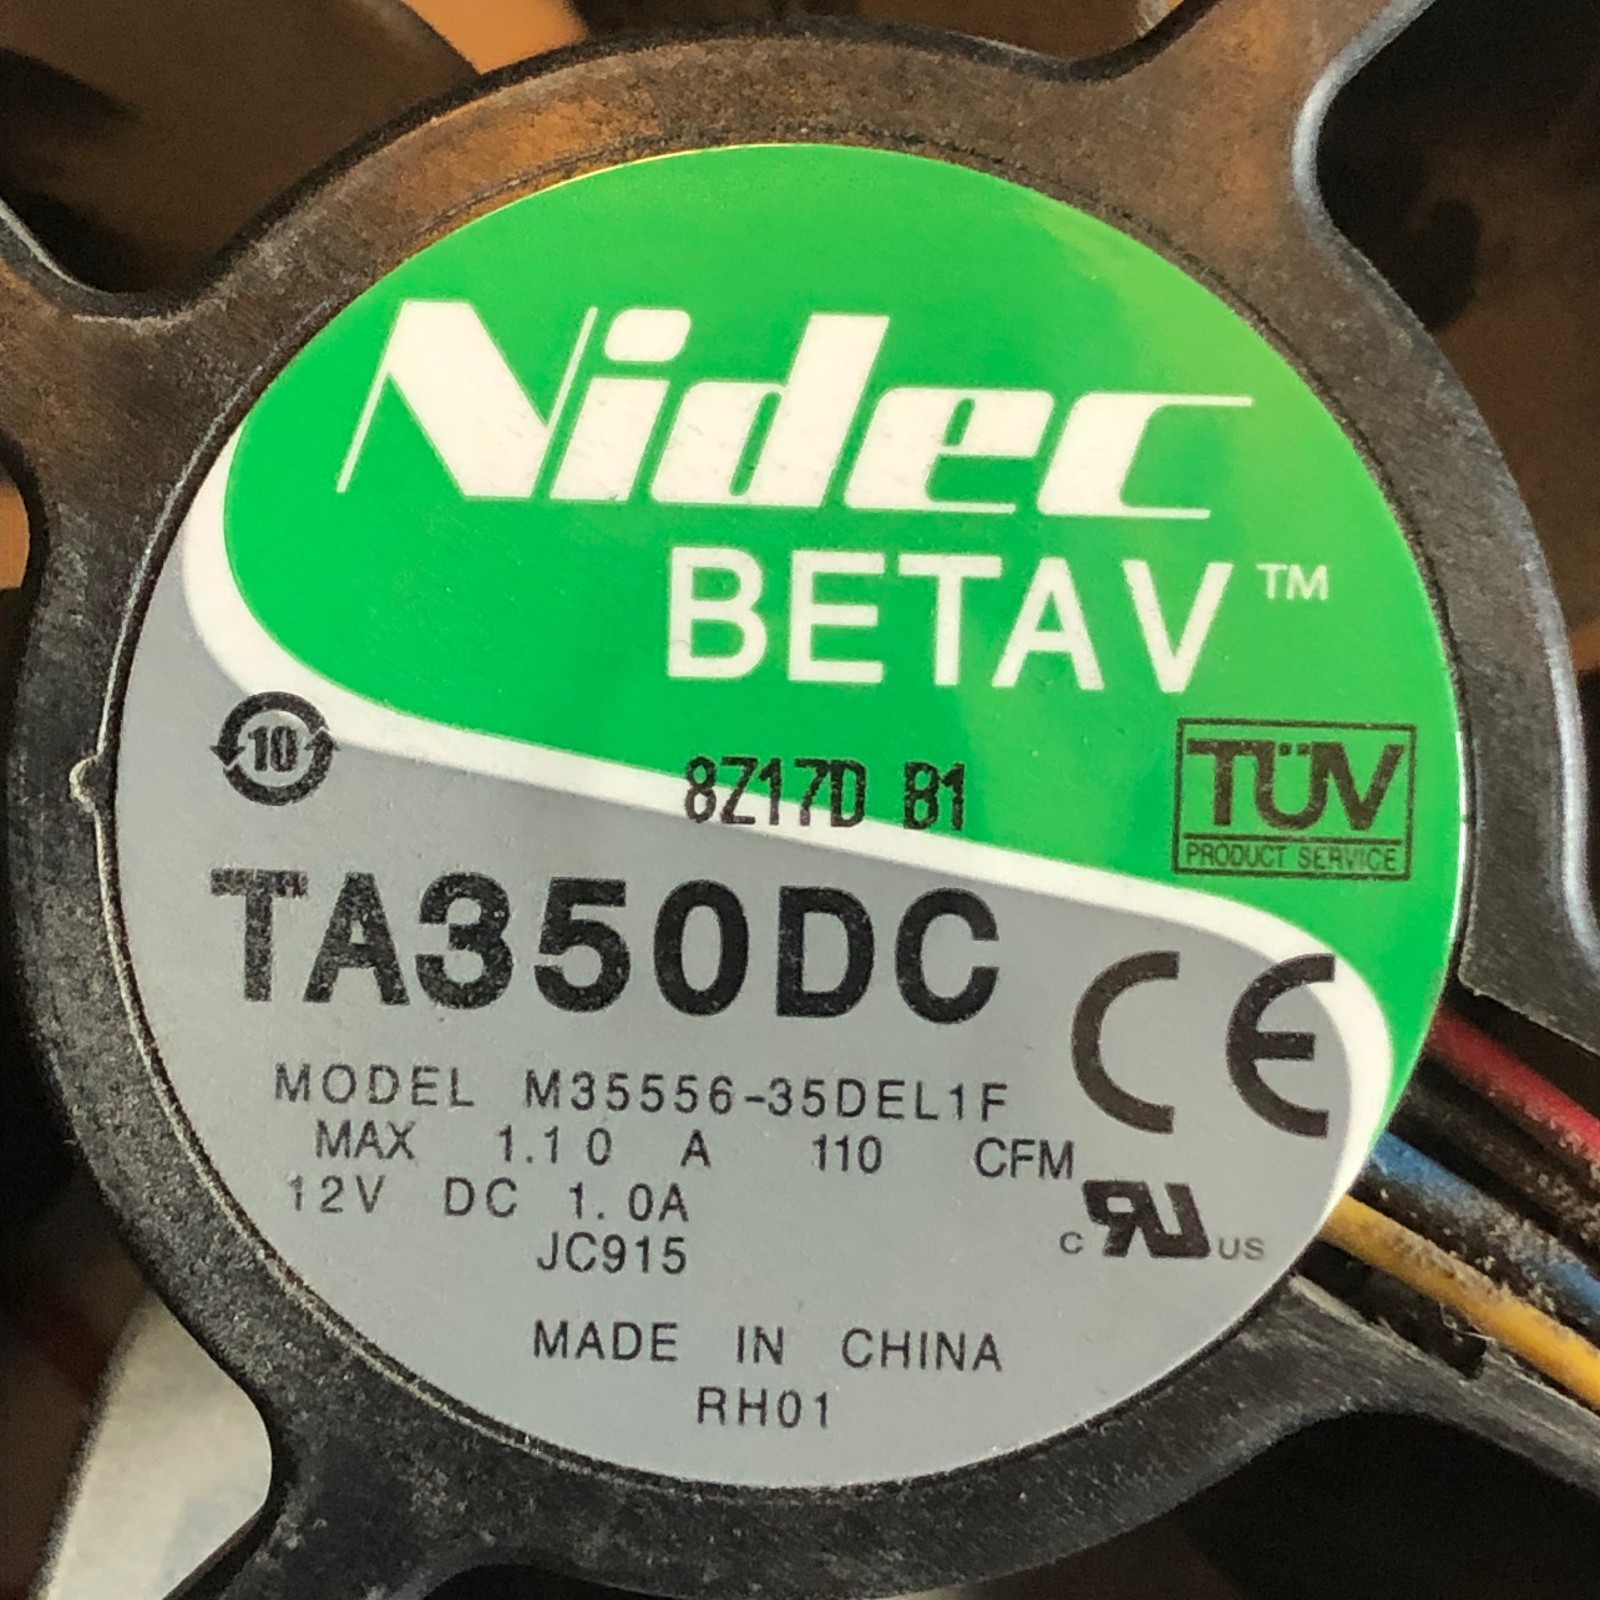 Nidec
BETAV™
10
8Z17D B1
TÜV
PRODUCT SERVICE
TA350DC
CE
MODEL M35556-35DEL1F
MAX 1.10 A 110 CFM
12V DC 1.0A
JC915
c RU US
MADE IN CHINA
RH01